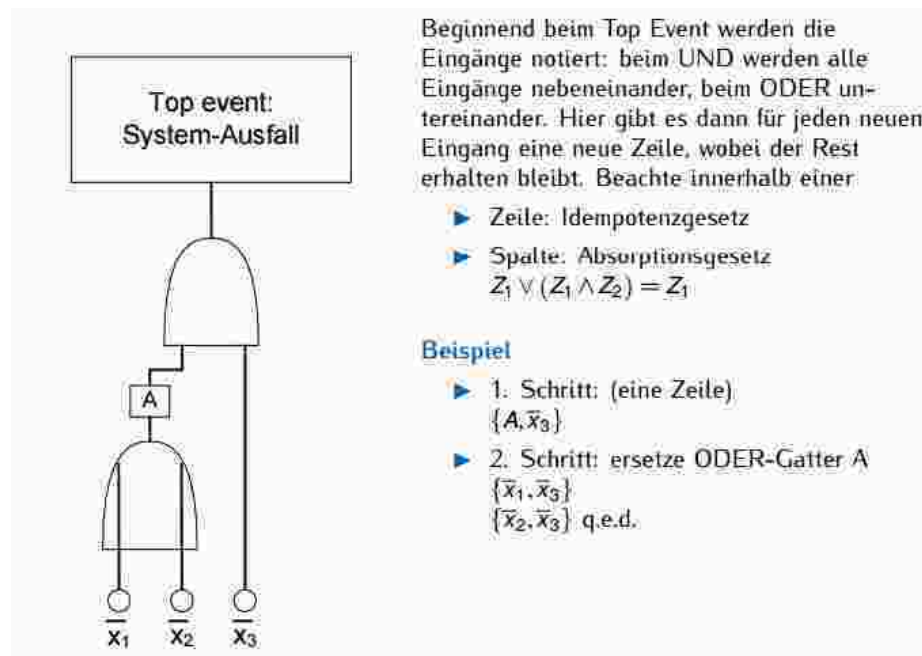 Top event:
System-Ausfall
A
x̅₁ x̅₂ x̅₃
Beginnend beim Top Event werden die
Eingänge notiert: beim UND werden alle
Eingänge nebeneinander, beim ODER un-
tereinander. Hier gibt es dann für jeden neuen
Eingang eine neue Zeile, wobei der Rest
erhalten bleibt. Beachte innerhalb einer
▶ Zeile: Idempotenzgesetz
▶ Spalte: Absorptionsgesetz
Z₁ ∨ (Z₁ ∧ Z₂) = Z₁
Beispiel
▶ 1. Schritt: (eine Zeile)
{A, x̅₃}
▶ 2. Schritt: ersetze ODER-Gatter A
{x̅₁, x̅₃}
{x̅₂, x̅₃} q.e.d.